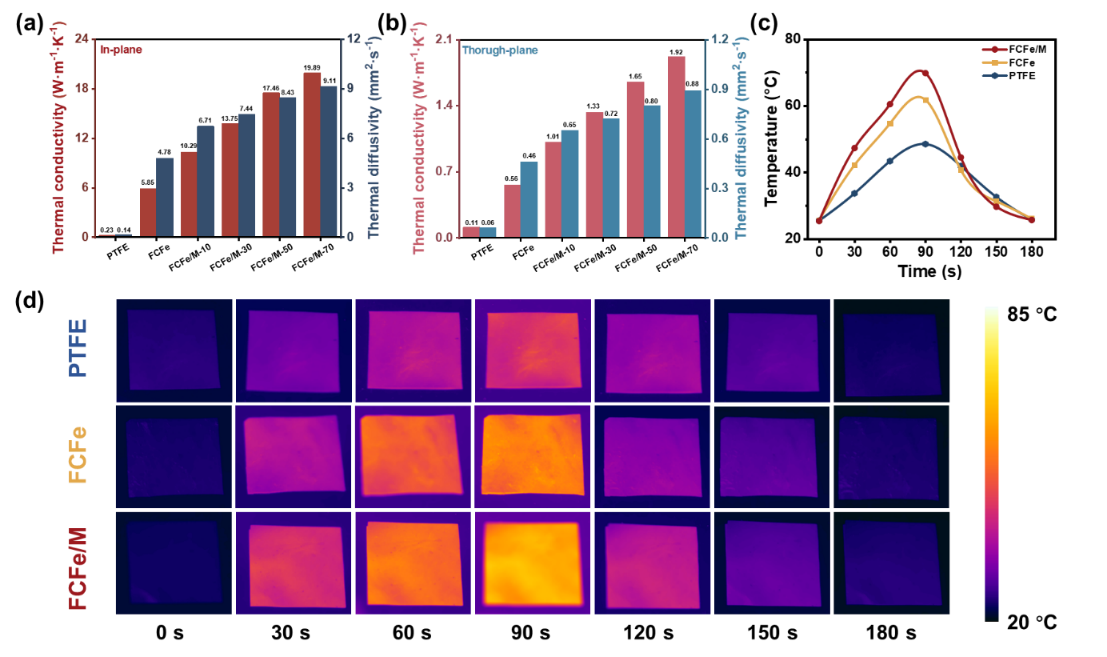 (a)
In-plane
Thermal conductivity (W·m⁻¹·K⁻¹)
24
18
12
6
0
Thermal diffusivity (mm²·s⁻¹)
12
9
6
3
0
0.23 0.14
5.85 4.78
10.29 6.71
13.75 7.44
17.46 8.43
19.89 9.11
PTFE FCFe FCFe/M-10 FCFe/M-30 FCFe/M-50 FCFe/M-70
(b)
Thorugh-plane
Thermal conductivity (W·m⁻¹·K⁻¹)
2.1
1.4
0.7
0.0
Thermal diffusivity (mm²·s⁻¹)
1.2
0.9
0.6
0.3
0.0
0.11 0.06
0.56 0.46
1.01 0.65
1.33 0.72
1.65 0.80
1.92 0.88
PTFE FCFe FCFe/M-10 FCFe/M-30 FCFe/M-50 FCFe/M-70
(c)
FCFe/M
FCFe
PTFE
Temperature (°C)
80
60
40
20
0 30 60 90 120 150 180
Time (s)
(d)
PTFE
FCFe
FCFe/M
0 s 30 s 60 s 90 s 120 s 150 s 180 s
85 °C
20 °C